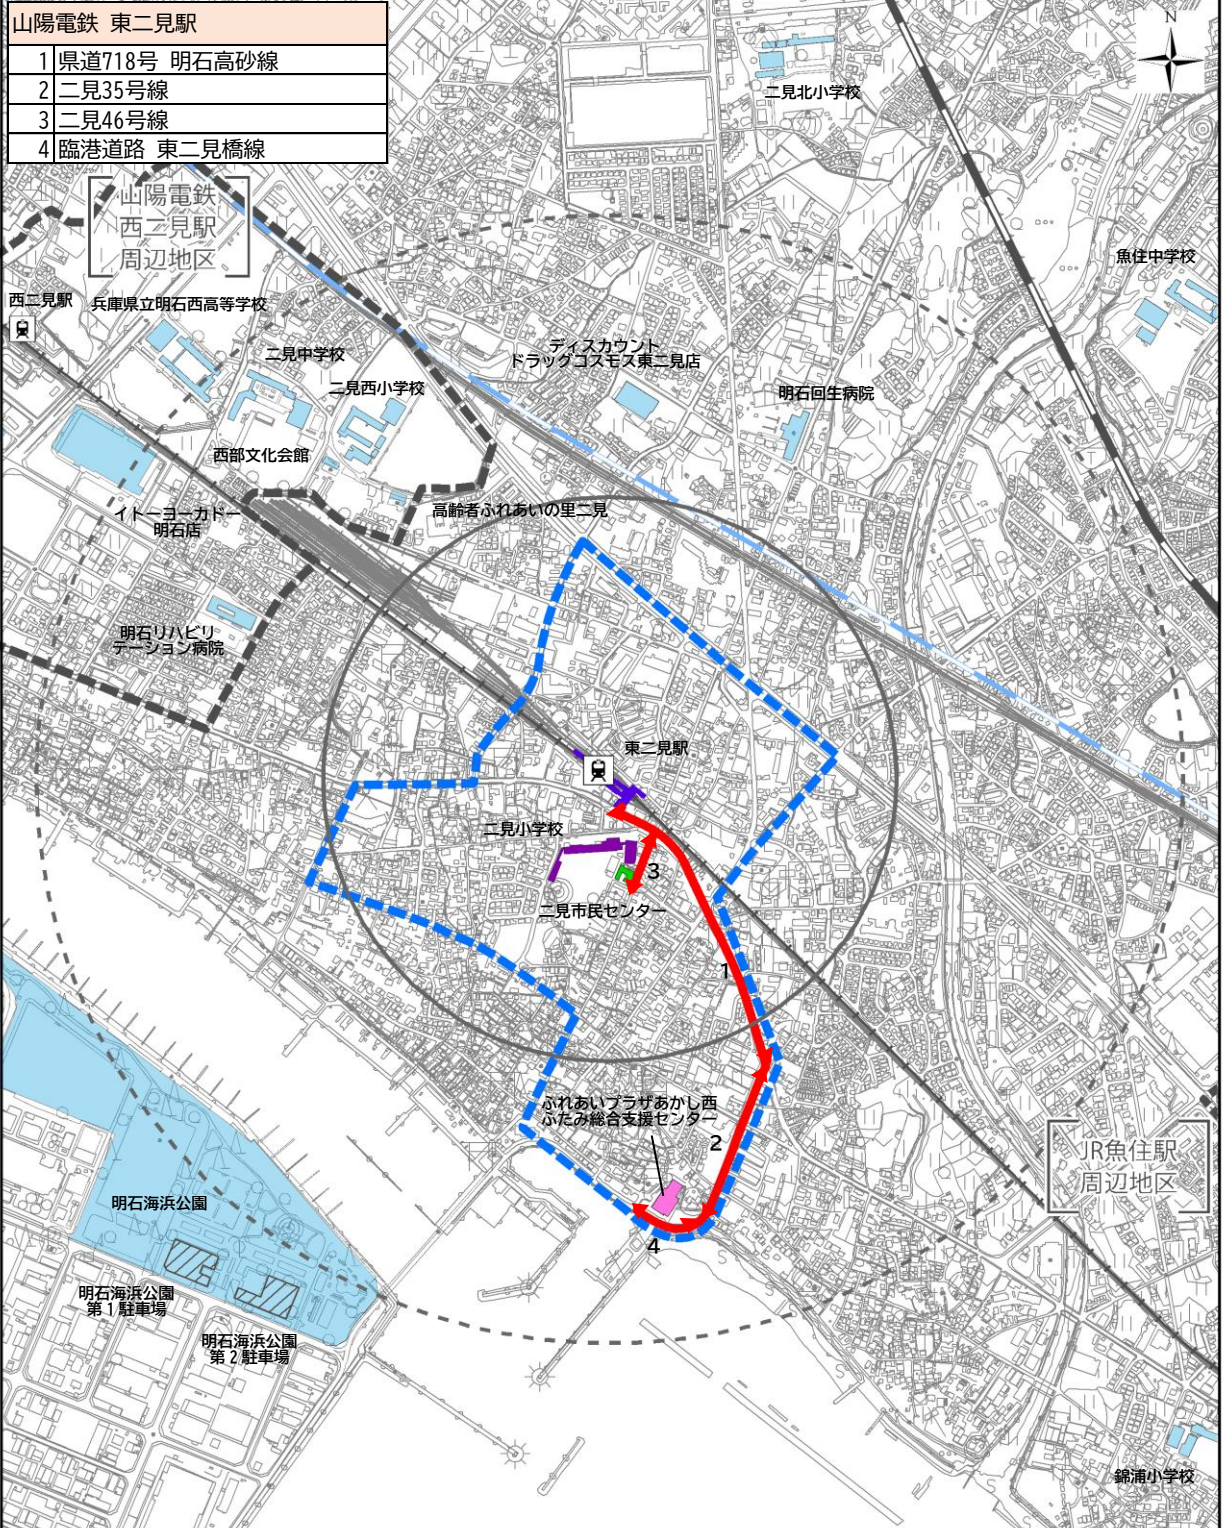 山陽電鉄 東二見駅
1 県道718号 明石高砂線
2 二見35号線
3 二見46号線
4 臨港道路 東二見橋線
N
二見北小学校
山陽電鉄
西二見駅
周辺地区
魚住中学校
西二見駅
兵庫県立明石西高等学校
二見中学校
二見西小学校
ディスカウント
ドラッグコスモス東二見店
明石回生病院
西部文化会館
高齢者ふれあいの里二見
イトーヨーカドー
明石店
明石リハビリ
テーション病院
東二見駅
二見小学校
3
二見市民センター
1
ふれあいプラザあかし西
ふたみ総合支援センター
2
JR魚住駅
周辺地区
明石海浜公園
4
明石海浜公園
第1駐車場
明石海浜公園
第2駐車場
錦浦小学校